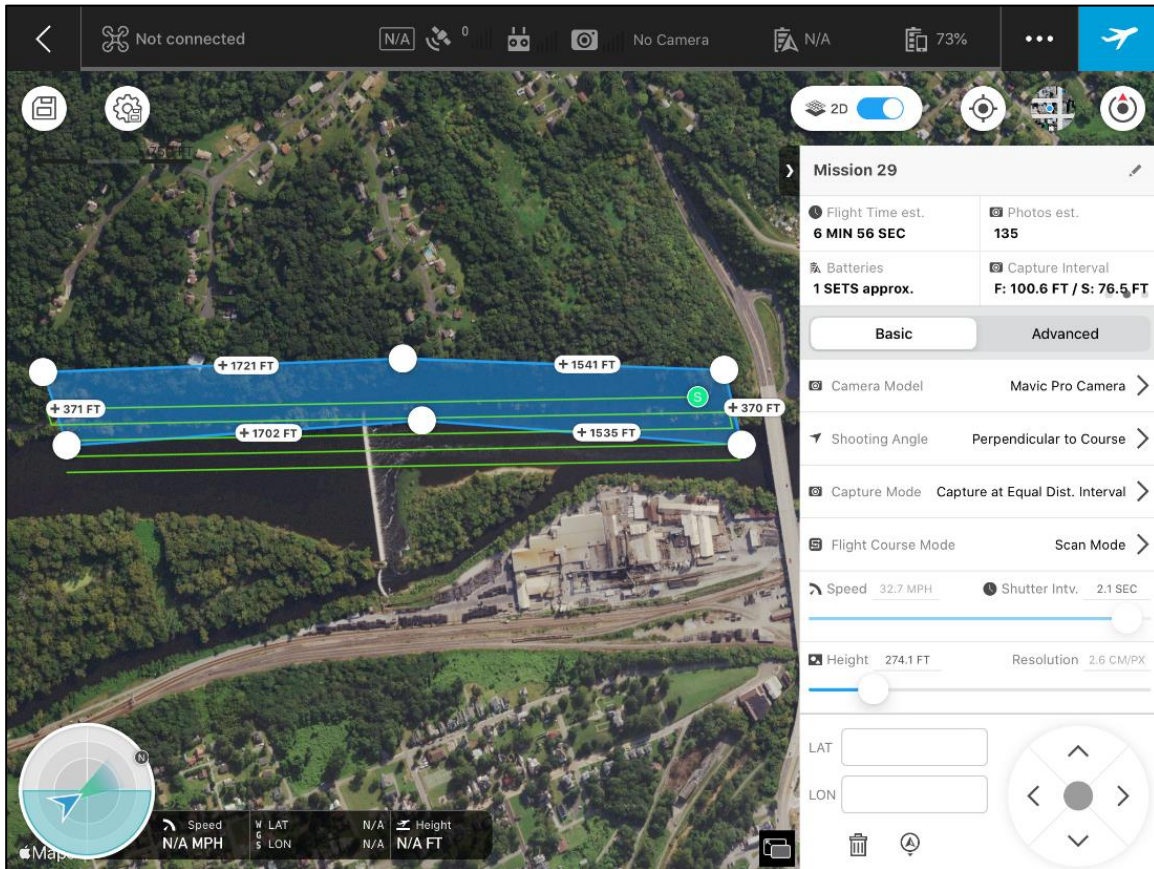 Not connected N/A 0 No Camera N/A 73%
2D
Mission 29
Flight Time est. Photos est.
6 MIN 56 SEC 135
Batteries Capture Interval
1 SETS approx. F: 100.6 FT / S: 76.5 FT
Basic Advanced
+ 1721 FT + 1541 FT
Camera Model Mavic Pro Camera
S
+ 371 FT + 370 FT
+ 1702 FT + 1535 FT
Shooting Angle Perpendicular to Course
Capture Mode Capture at Equal Dist. Interval
Flight Course Mode Scan Mode
Speed 32.7 MPH Shutter Intv. 2.1 SEC
Height 274.1 FT Resolution 2.6 CM/PX
LAT
LON
N
Speed W G S LAT N/A Height
N/A MPH LON N/A N/A FT
Maps